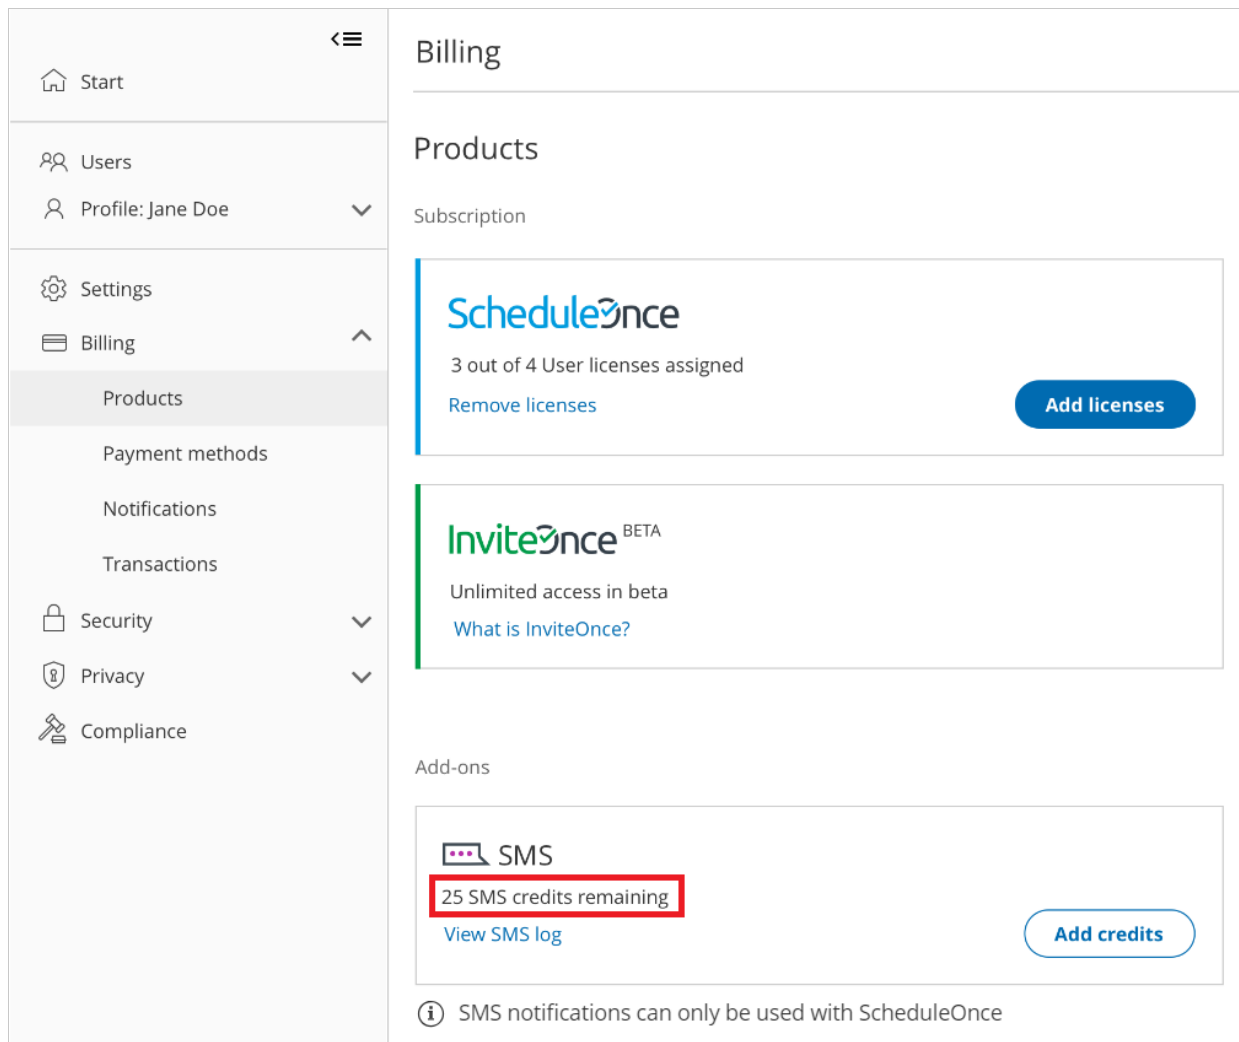 Start
Users
Profile: Jane Doe
Settings
Billing
Products
Payment methods
Notifications
Transactions
Security
Privacy
Compliance
Billing
Products
Subscription
ScheduleOnce
3 out of 4 User licenses assigned
Remove licenses
Add licenses
InviteOnce BETA
Unlimited access in beta
What is InviteOnce?
Add-ons
SMS
25 SMS credits remaining
View SMS log
Add credits
SMS notifications can only be used with ScheduleOnce